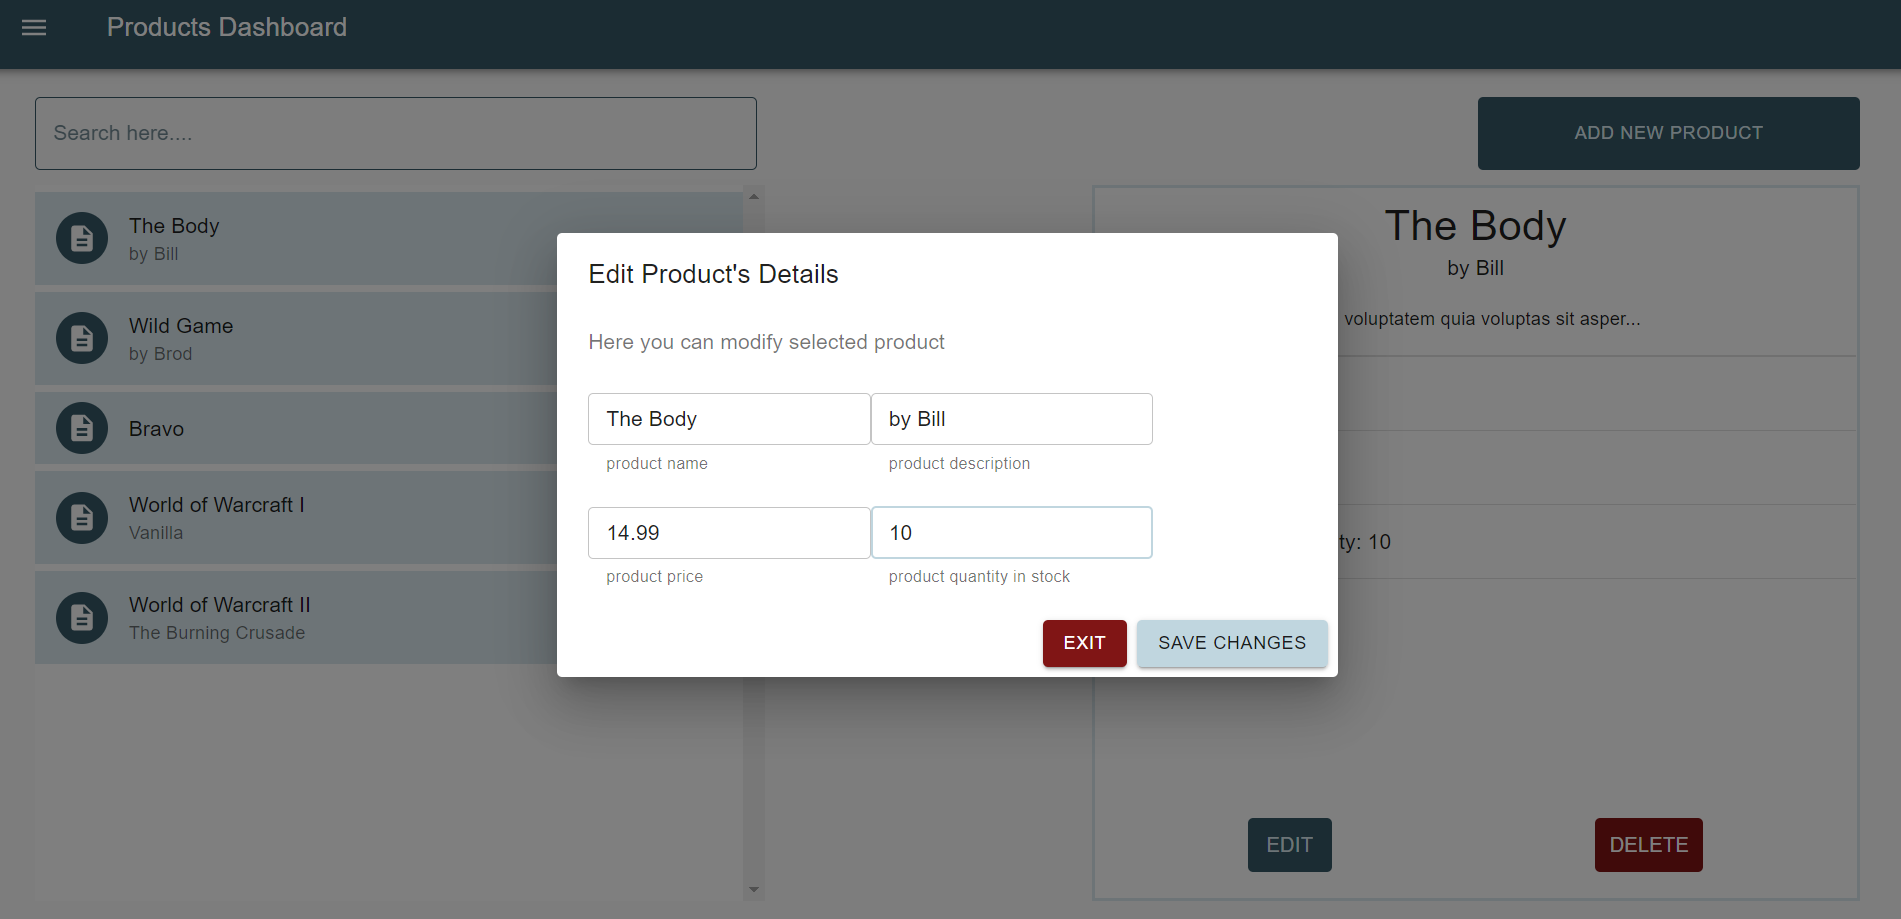 Products Dashboard
Search here....
ADD NEW PRODUCT
The Body
by Bill
Wild Game
by Brod
Bravo
World of Warcraft I
Vanilla
World of Warcraft II
The Burning Crusade
Edit Product's Details
Here you can modify selected product
The Body
product name
by Bill
product description
14.99
product price
10
product quantity in stock
EXIT
SAVE CHANGES
The Body
by Bill
voluptatem quia voluptas sit asper...
ty: 10
EDIT
DELETE